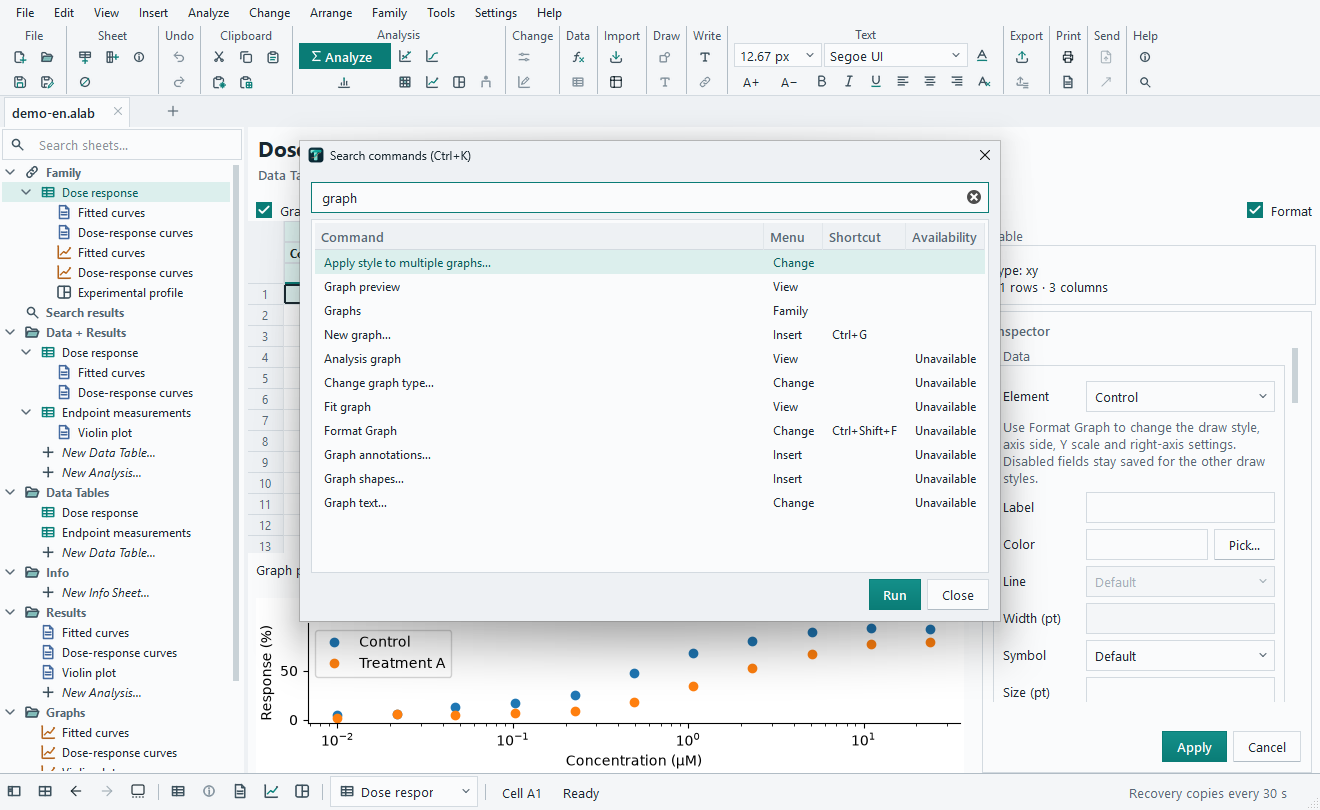 File Edit View Insert Analyze Change Arrange Family Tools Settings Help
File Sheet Undo Clipboard Analysis Change Data Import Draw Write Text Export Print Send Help
Σ Analyze 12.67 px Segoe UI
A+ A− B I U
demo-en.alab
Search sheets...
Family
Dose response
Fitted curves
Dose-response curves
Fitted curves
Dose-response curves
Experimental profile
Search results
Data + Results
Dose response
Fitted curves
Dose-response curves
Endpoint measurements
Violin plot
New Data Table...
New Analysis...
Data Tables
Dose response
Endpoint measurements
New Data Table...
Info
New Info Sheet...
Results
Fitted curves
Dose-response curves
Violin plot
New Analysis...
Graphs
Fitted curves
Dose-response curves
Data Ta
1
2
3
4
5
6
7
8
9
10
11
12
13
Graph p
Search commands (Ctrl+K)
graph
Command Menu Shortcut Availability
Apply style to multiple graphs... Change
Graph preview View
Graphs Family
New graph... Insert Ctrl+G
Analysis graph View Unavailable
Change graph type... Change Unavailable
Fit graph View Unavailable
Format Graph Change Ctrl+Shift+F Unavailable
Graph annotations... Insert Unavailable
Graph shapes... Insert Unavailable
Graph text... Change Unavailable
Run Close
Response (%)
50
0
Control
Treatment A
10⁻² 10⁻¹ 10⁰ 10¹
Concentration (µM)
Format
able
ype: xy
1 rows · 3 columns
nspector
Data
Element Control
Use Format Graph to change the draw style,
axis side, Y scale and right-axis settings.
Disabled fields stay saved for the other draw
styles.
Label
Color Pick...
Line Default
Width (pt)
Symbol Default
Size (pt)
Apply Cancel
Dose respor Cell A1 Ready Recovery copies every 30 s